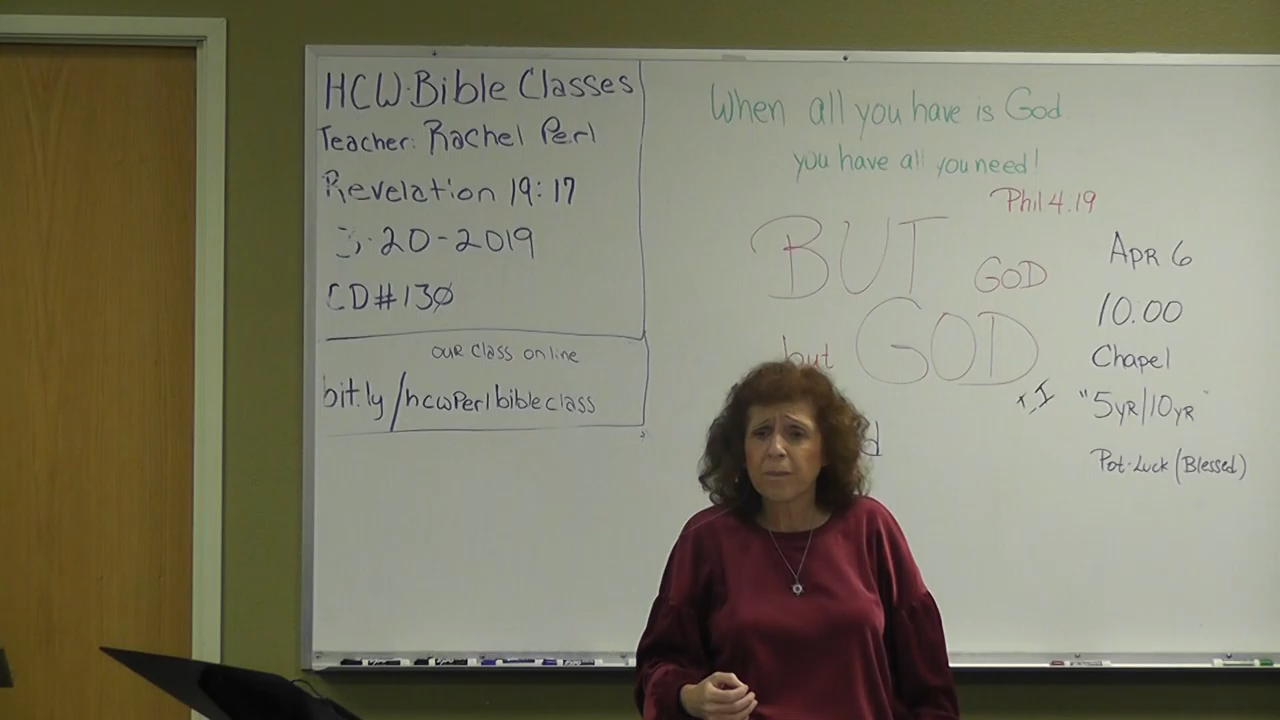 HCW Bible Classes
Teacher: Rachel Perl
Revelation 19:17
3-20-2019
CD#130
OUR Class online
bit.ly/hcwPerlbibleclass
When all you have is God
you have all you need!
Phil 4.19
BUT GOD
but GOD
+I
APR 6
10:00
Chapel
"5YR/10YR"
Pot-Luck (Blessed)